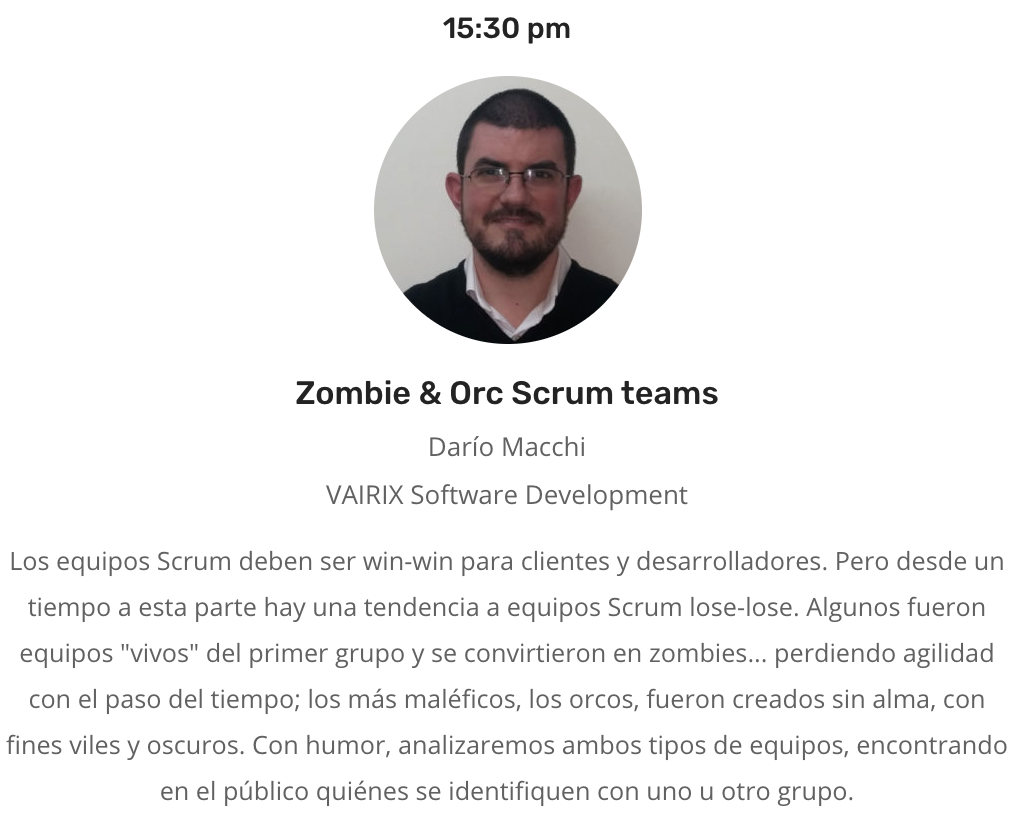 15:30 pm
Zombie & Orc Scrum teams
Darío Macchi
VAIRIX Software Development
Los equipos Scrum deben ser win-win para clientes y desarrolladores. Pero desde un
tiempo a esta parte hay una tendencia a equipos Scrum lose-lose. Algunos fueron
equipos "vivos" del primer grupo y se convirtieron en zombies... perdiendo agilidad
con el paso del tiempo; los más maléficos, los orcos, fueron creados sin alma, con
fines viles y oscuros. Con humor, analizaremos ambos tipos de equipos, encontrando
en el público quiénes se identifiquen con uno u otro grupo.